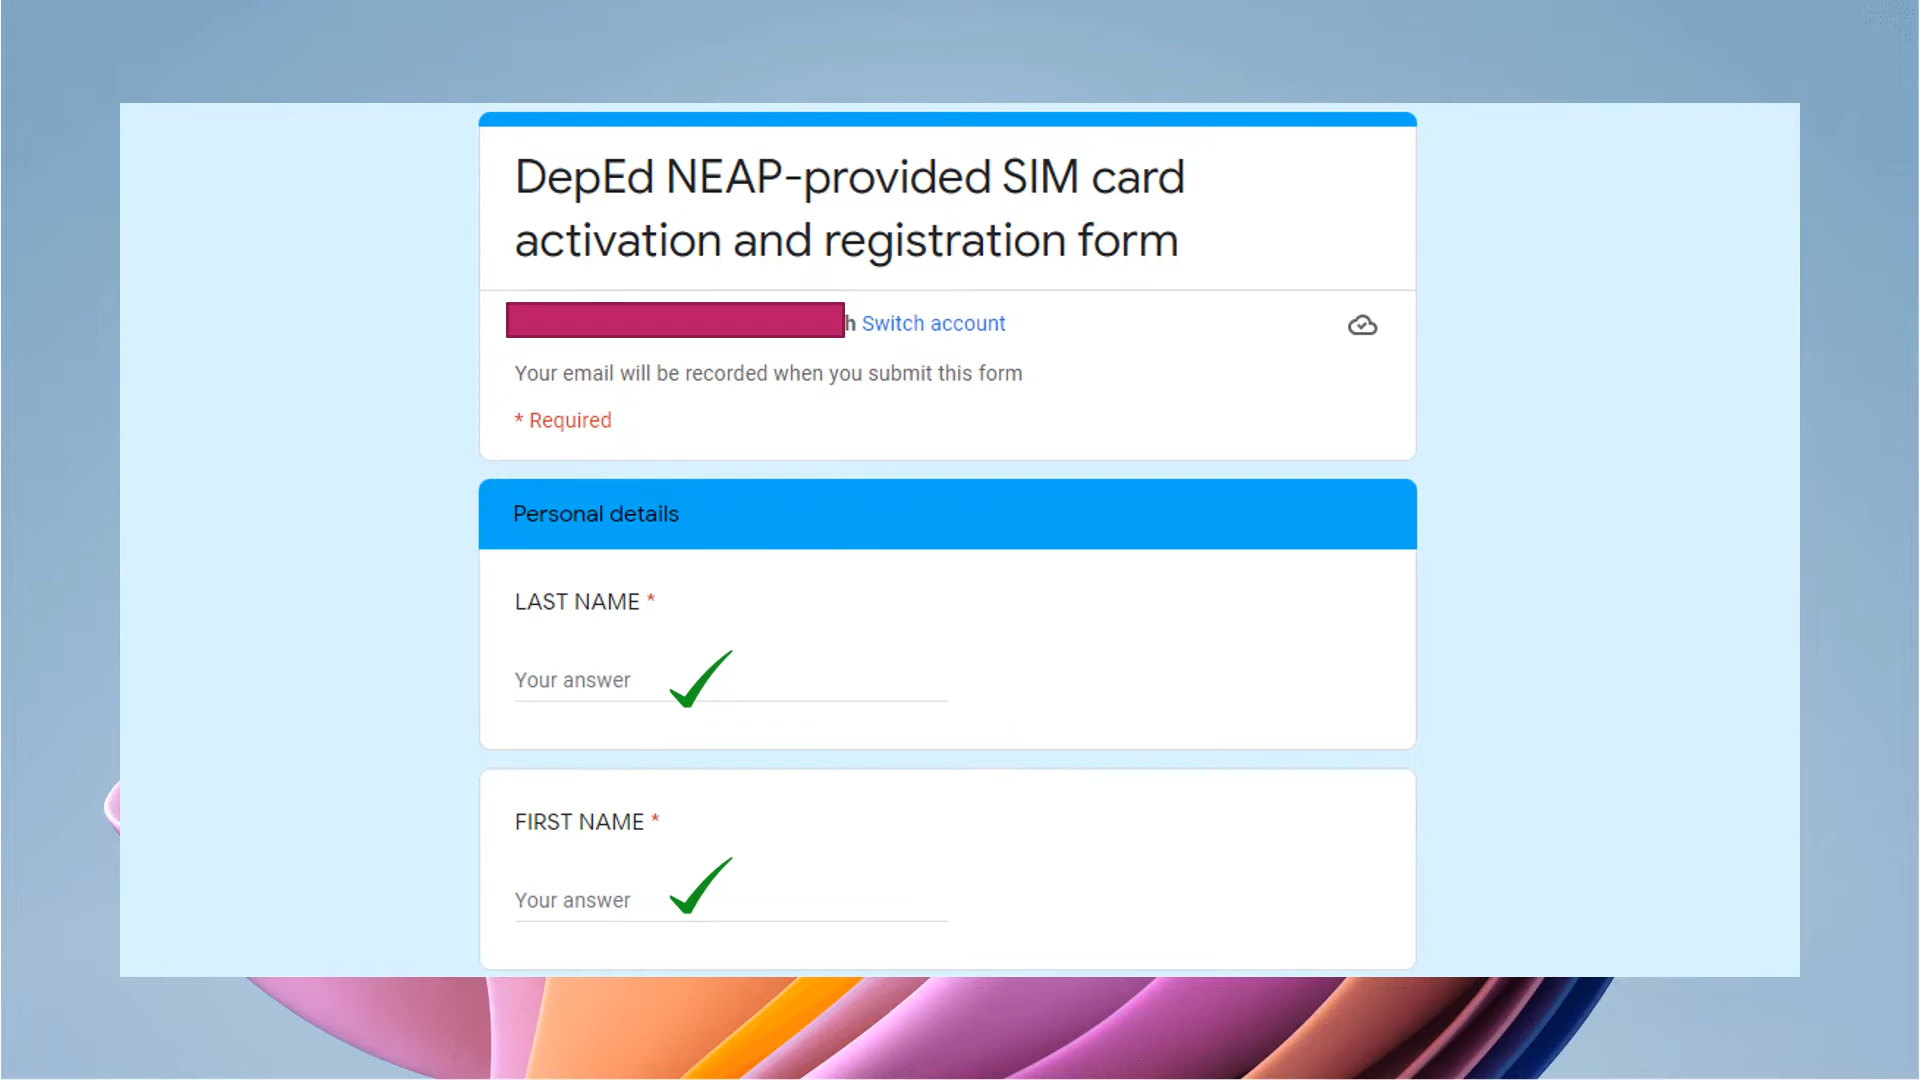 DepEd NEAP-provided SIM card
activation and registration form
h Switch account
Your email will be recorded when you submit this form
* Required
Personal details
LAST NAME *
Your answer
FIRST NAME *
Your answer